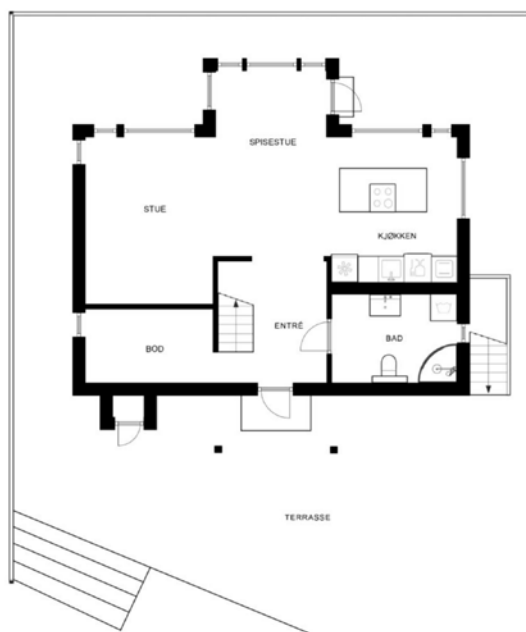 SPISESTUE
STUE
KJØKKEN
ENTRÉ
BOD
BAD
TERRASSE